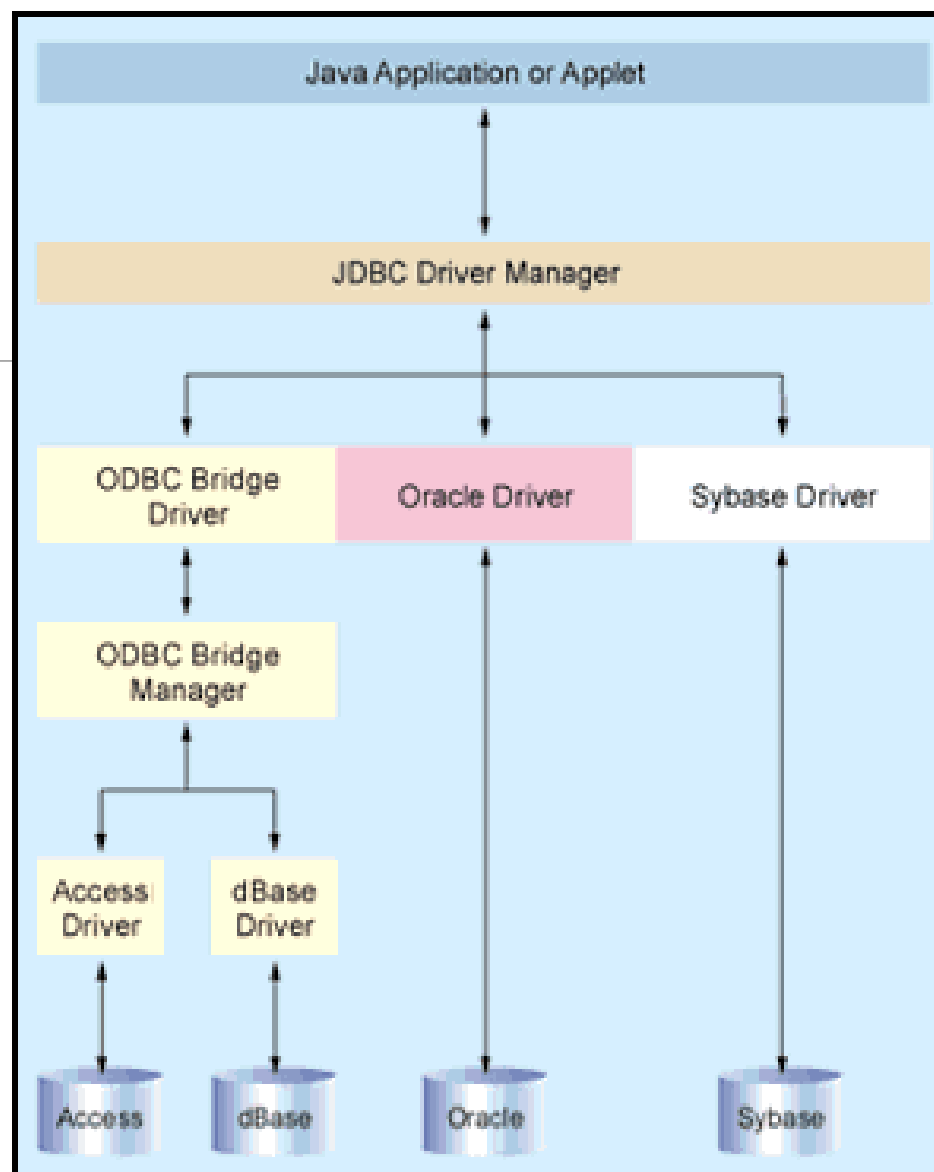 Java Application or Applet
JDBC Driver Manager
ODBC Bridge
Driver
Oracle Driver
Sybase Driver
ODBC Bridge
Manager
Access
Driver
dBase
Driver
Access
dBase
Oracle
Sybase